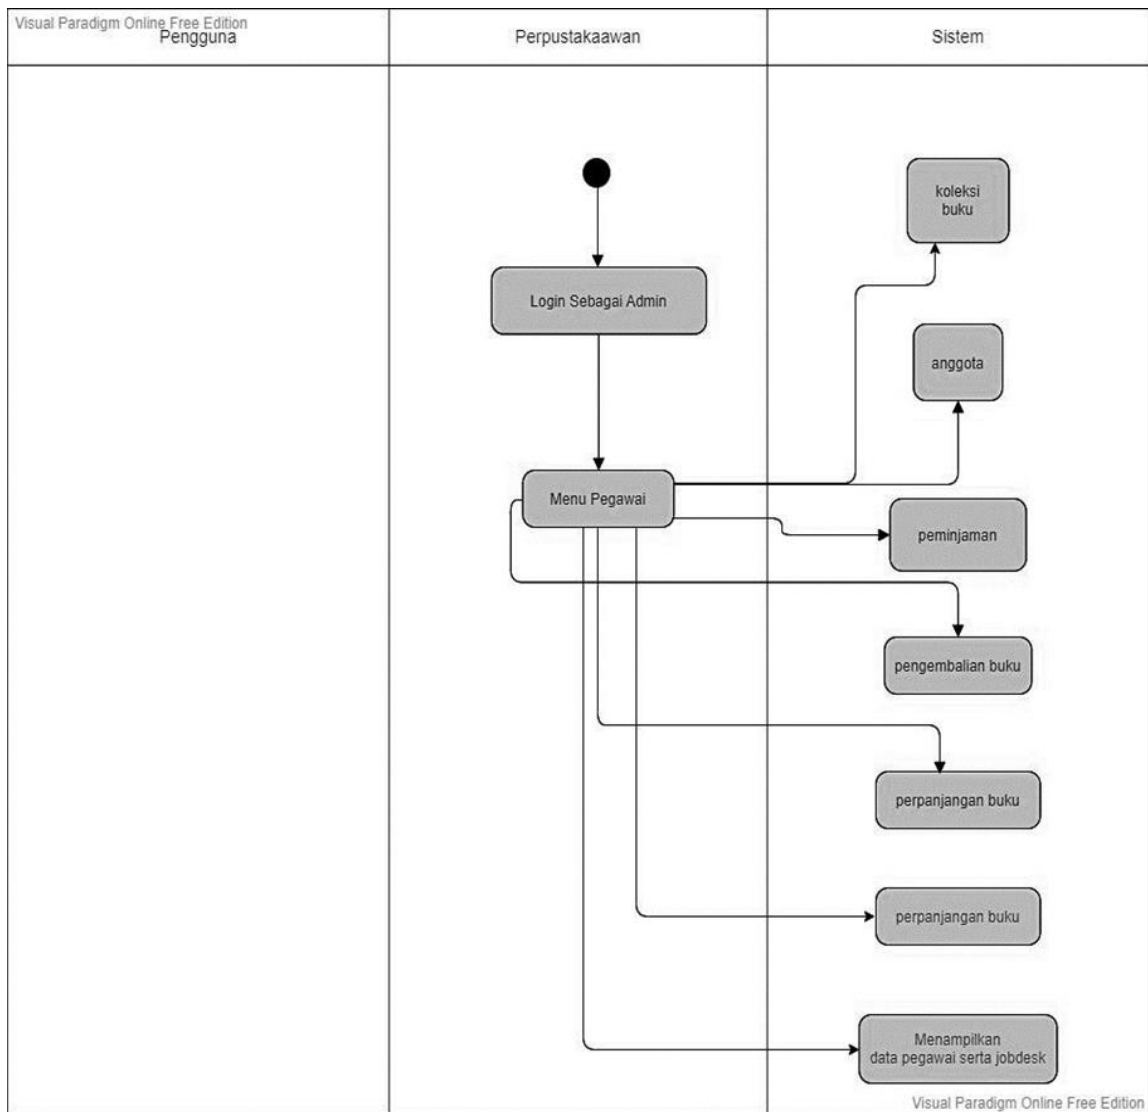 Visual Paradigm Online Free Edition
Pengguna
Perpustakaawan
Sistem
koleksi
buku
Login Sebagai Admin
anggota
Menu Pegawai
peminjaman
pengembalian buku
perpanjangan buku
perpanjangan buku
Menampilkan
data pegawai serta jobdesk
Visual Paradigm Online Free Edition